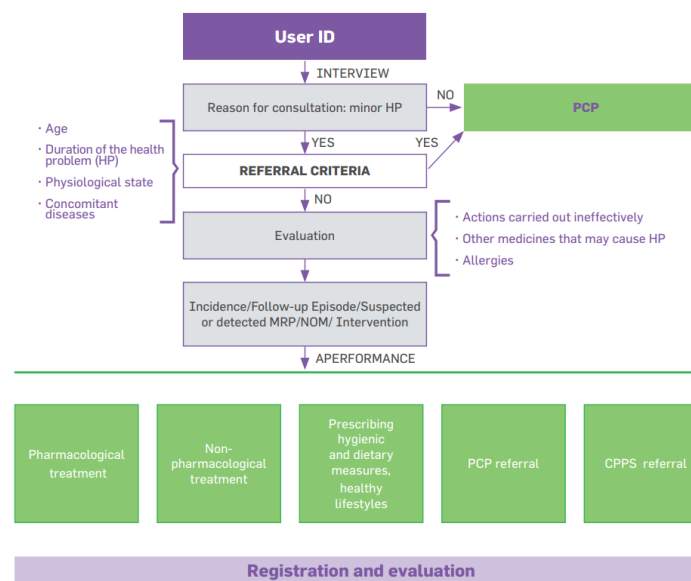 User ID
INTERVIEW
Reason for consultation: minor HP
NO
PCP
· Age
· Duration of the health
problem (HP)
· Physiological state
· Concomitant
diseases
YES
YES
REFERRAL CRITERIA
NO
Evaluation
· Actions carried out ineffectively
· Other medicines that may cause HP
· Allergies
Incidence/Follow-up Episode/Suspected
or detected MRP/NOM/ Intervention
APERFORMANCE
Pharmacological
treatment
Non-
pharmacological
treatment
Prescribing
hygienic
and dietary
measures,
healthy
lifestyles
PCP referral
CPPS referral
Registration and evaluation